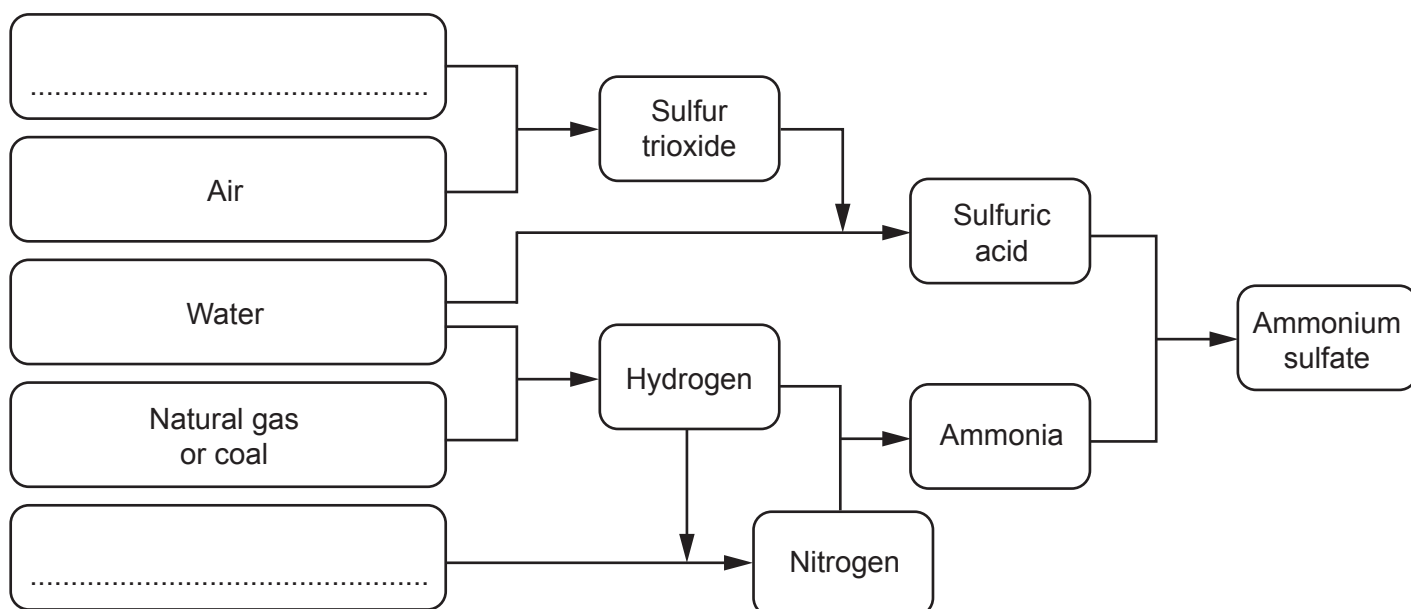 ................................................
Sulfur
trioxide
Air
Sulfuric
acid
Water
Ammonium
sulfate
Hydrogen
Natural gas
or coal
Ammonia
Nitrogen
................................................